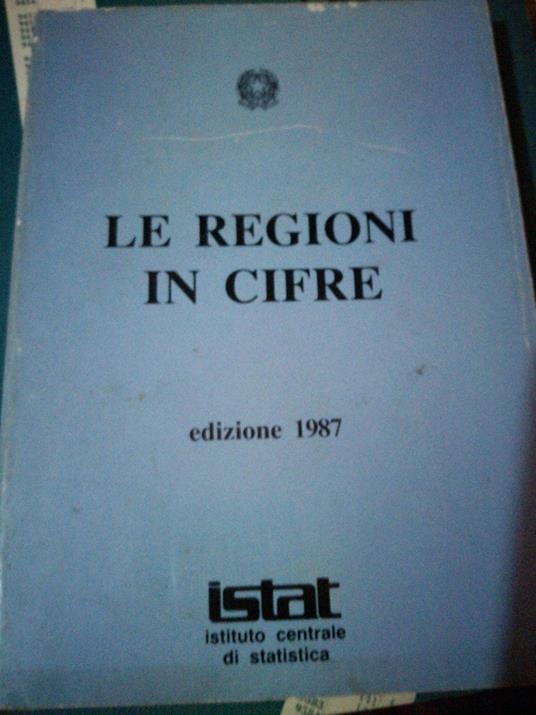 LE REGIONI
IN CIFRE
edizione 1987
istat
istituto centrale
di statistica